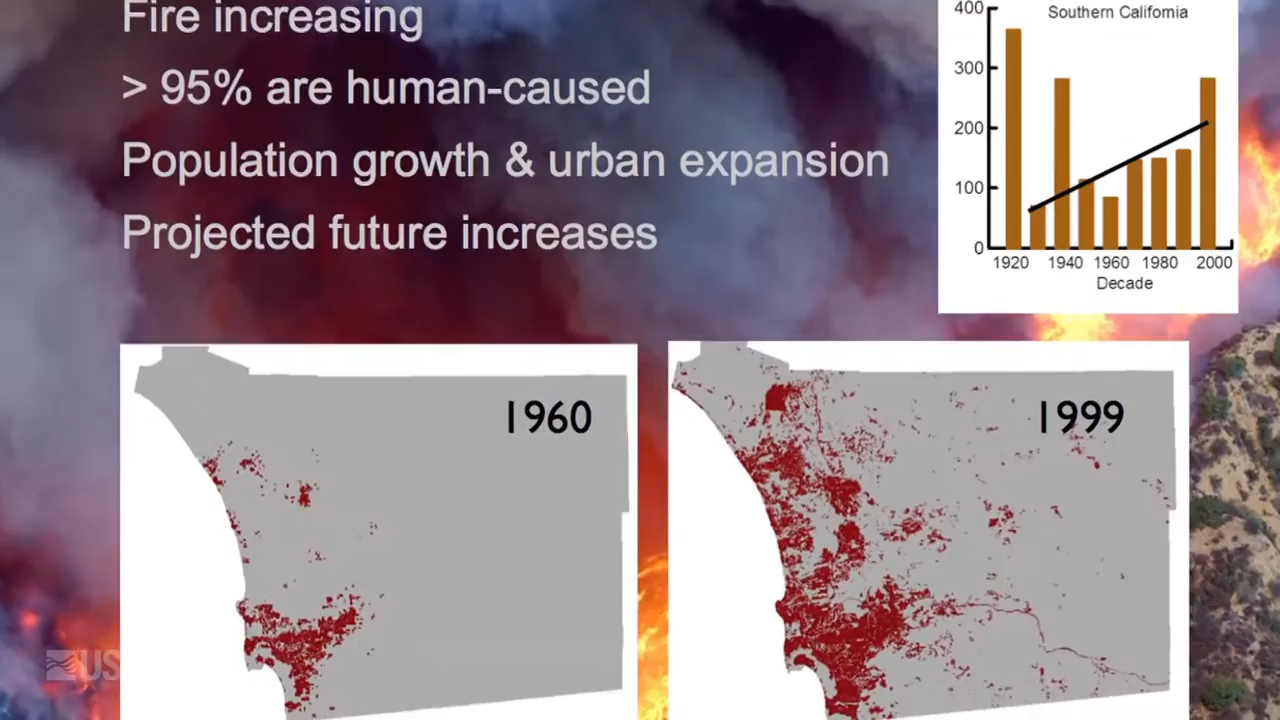 Fire increasing
> 95% are human-caused
Population growth & urban expansion
Projected future increases
Southern California
400
300
200
100
0
1920 1940 1960 1980 2000
Decade
1960
1999
US